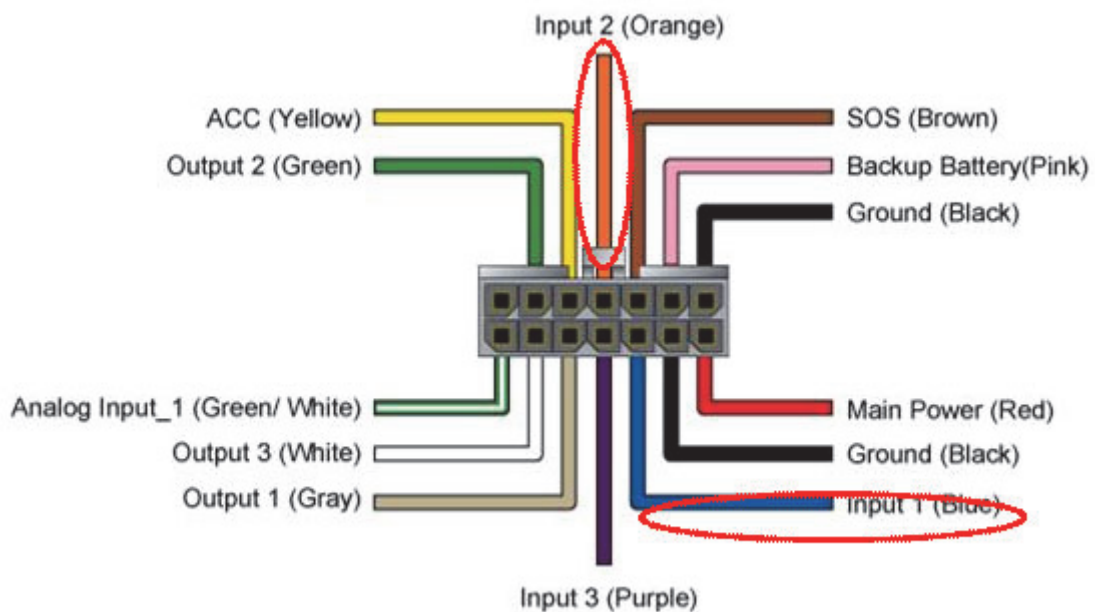 Input 2 (Orange)
ACC (Yellow)
SOS (Brown)
Output 2 (Green)
Backup Battery(Pink)
Ground (Black)
Analog Input_1 (Green/ White)
Main Power (Red)
Output 3 (White)
Ground (Black)
Output 1 (Gray)
Input 1 (Blue)
Input 3 (Purple)